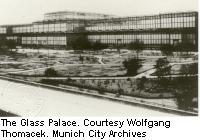 The Glass Palace. Courtesy Wolfgang
Thomacek. Munich City Archives